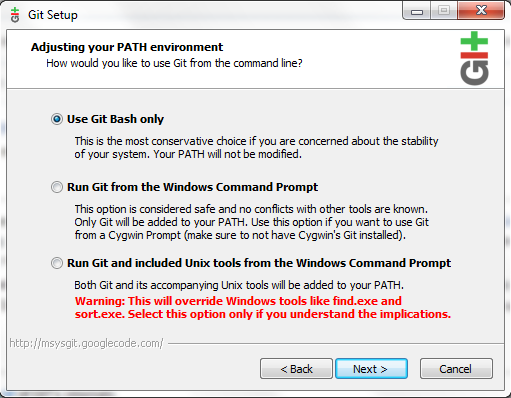 Git Setup
Adjusting your PATH environment
How would you like to use Git from the command line?
Git
Use Git Bash only
This is the most conservative choice if you are concerned about the stability
of your system. Your PATH will not be modified.
Run Git from the Windows Command Prompt
This option is considered safe and no conflicts with other tools are known.
Only Git will be added to your PATH. Use this option if you want to use Git
from a Cygwin Prompt (make sure to not have Cygwin's Git installed).
Run Git and included Unix tools from the Windows Command Prompt
Both Git and its accompanying Unix tools will be added to your PATH.
Warning: This will override Windows tools like find.exe and
sort.exe. Select this option only if you understand the implications.
http://msysgit.googlecode.com/
< Back
Next >
Cancel